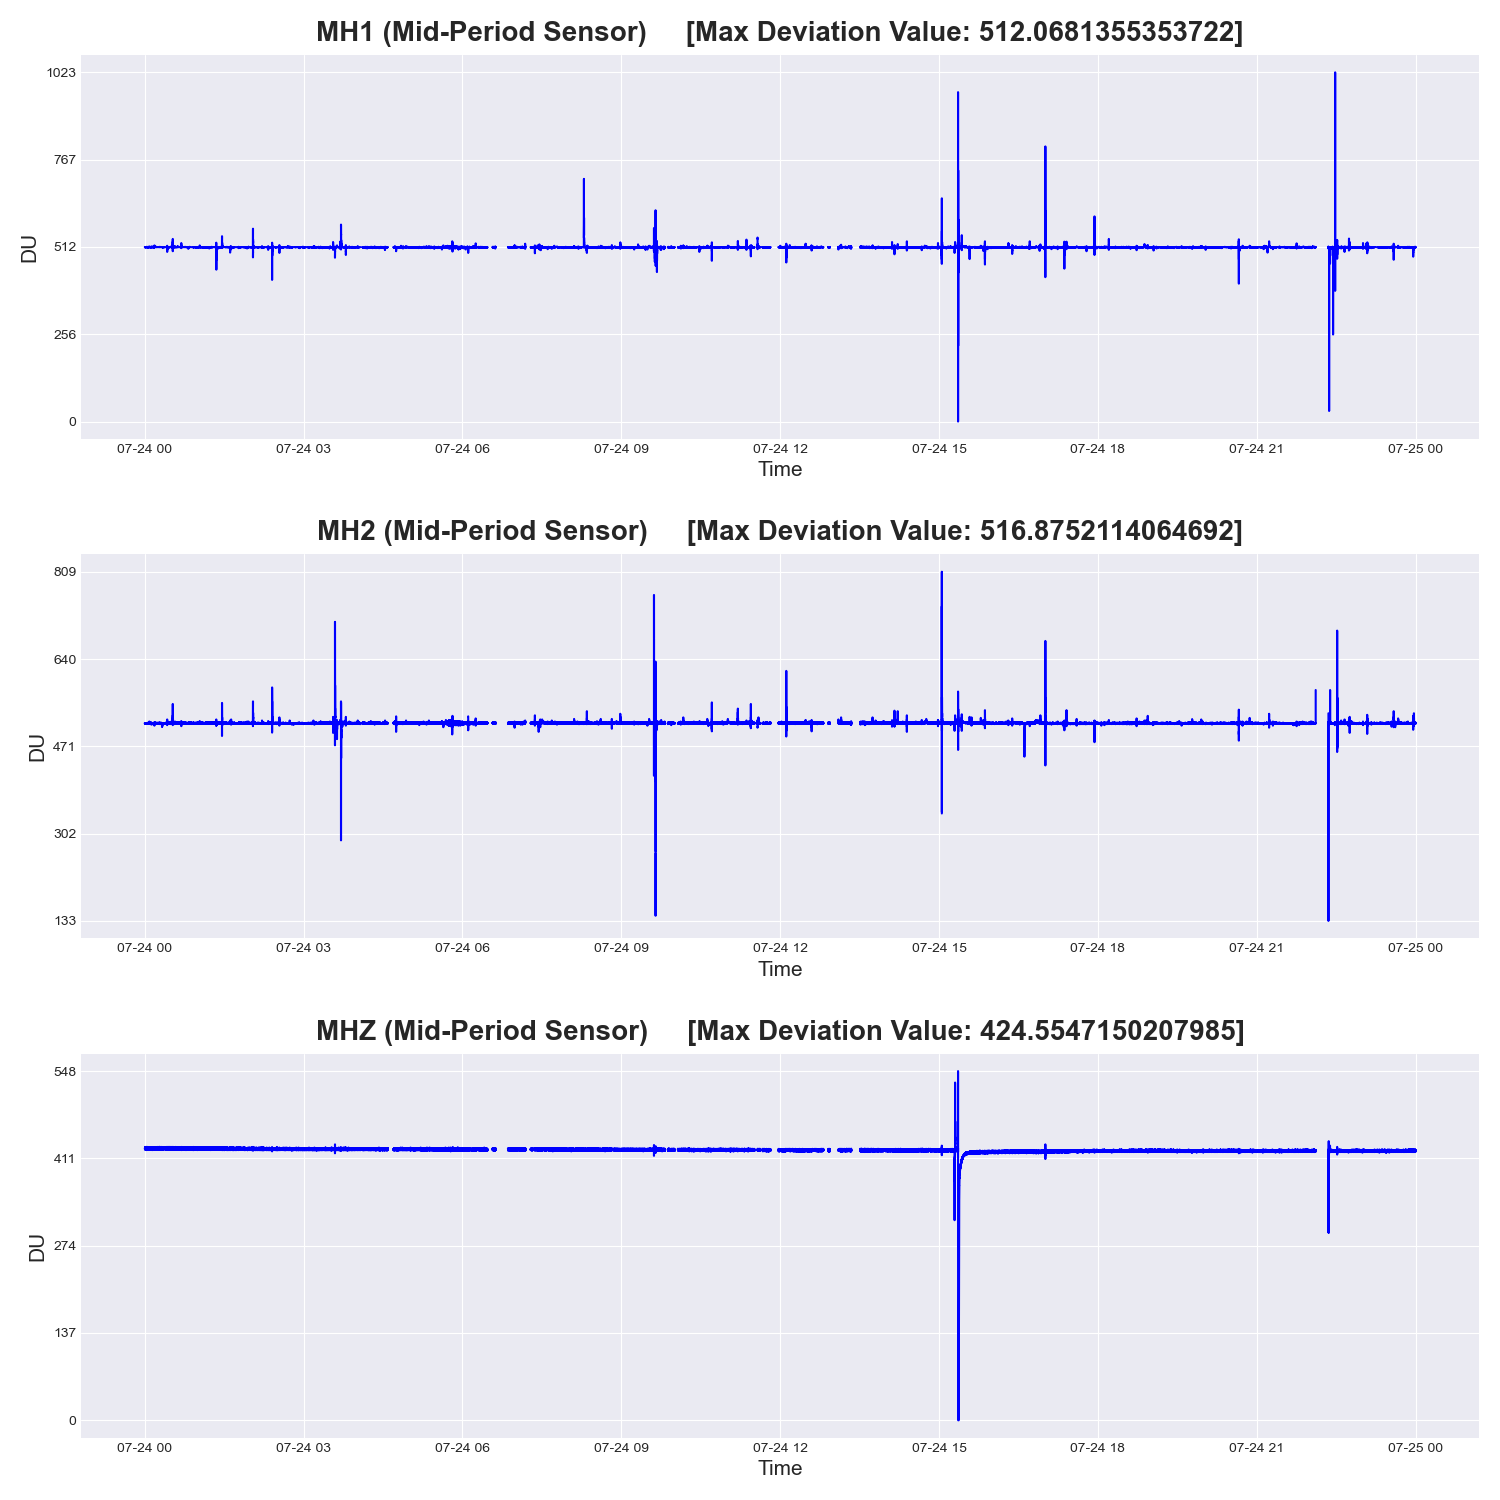 MH1 (Mid-Period Sensor) [Max Deviation Value: 512.0681355353722]
1023
767
512
256
0
DU
07-24 00 07-24 03 07-24 06 07-24 09 07-24 12 07-24 15 07-24 18 07-24 21 07-25 00
Time
MH2 (Mid-Period Sensor) [Max Deviation Value: 516.8752114064692]
809
640
471
302
133
DU
07-24 00 07-24 03 07-24 06 07-24 09 07-24 12 07-24 15 07-24 18 07-24 21 07-25 00
Time
MHZ (Mid-Period Sensor) [Max Deviation Value: 424.5547150207985]
548
411
274
137
0
DU
07-24 00 07-24 03 07-24 06 07-24 09 07-24 12 07-24 15 07-24 18 07-24 21 07-25 00
Time